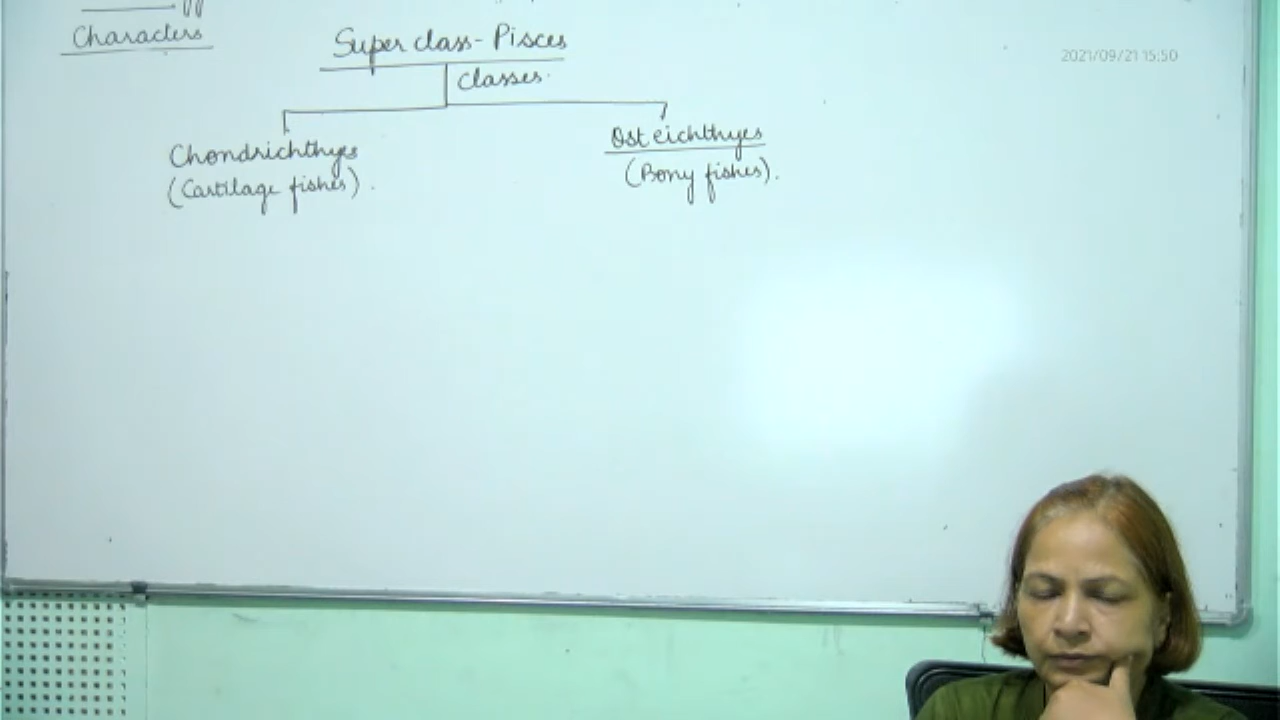 Characters
Super class - Pisces
2021/09/21 15:50
classes.
Chondrichthyes
(Cartilage fishes).
Osteichthyes
(Bony fishes).